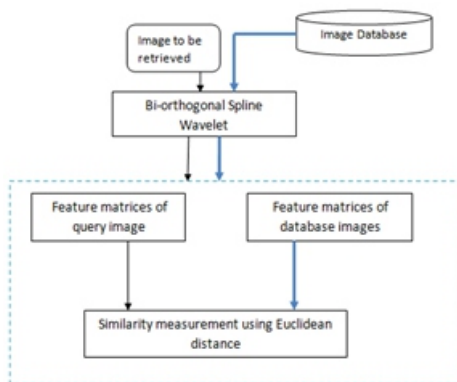 Image to be
retrieved
Image Database
Bi-orthogonal Spline
Wavelet
Feature matrices of
query image
Feature matrices of
database images
Similarity measurement using Euclidean
distance